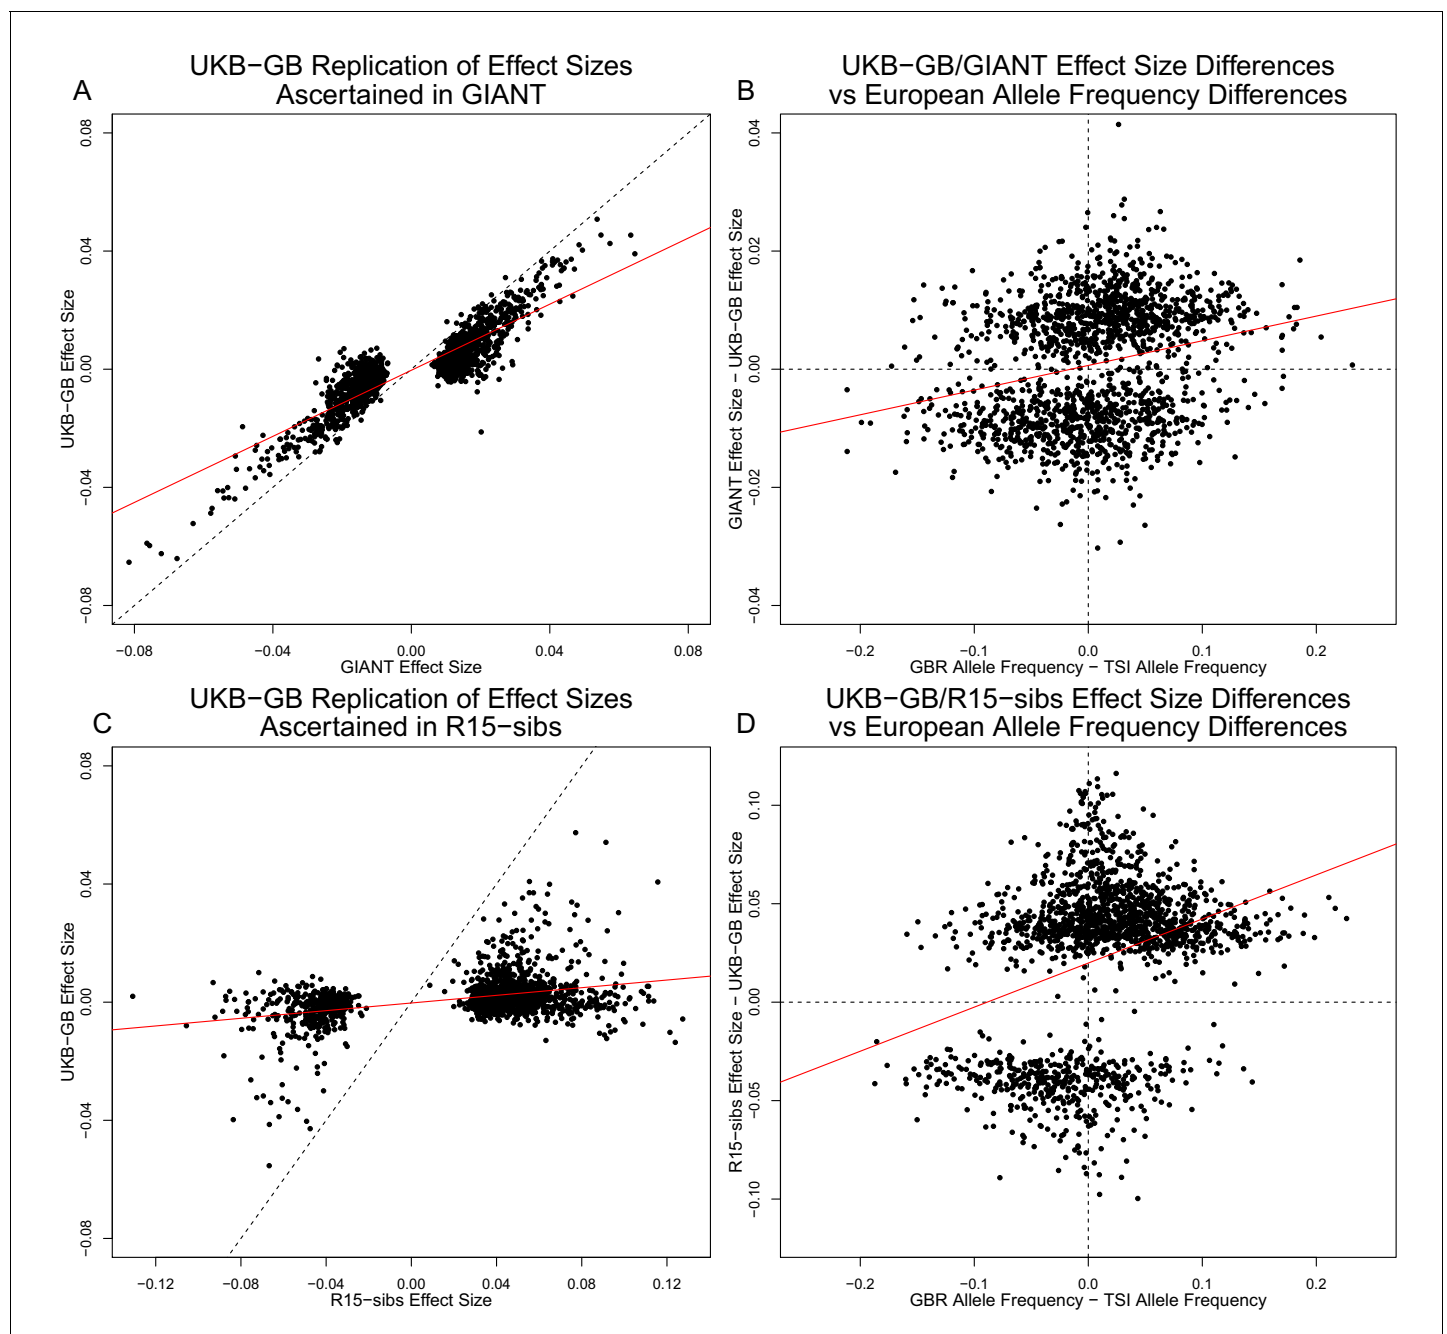 UKB−GB Replication of Effect Sizes
Ascertained in GIANT
A
0.08
0.04
0.00
−0.04
−0.08
UKB−GB Effect Size
−0.08 −0.04 0.00 0.04 0.08
GIANT Effect Size
UKB−GB/GIANT Effect Size Differences
vs European Allele Frequency Differences
B
0.04
0.02
0.00
−0.02
−0.04
GIANT Effect Size − UKB−GB Effect Size
−0.2 −0.1 0.0 0.1 0.2
GBR Allele Frequency − TSI Allele Frequency
UKB−GB Replication of Effect Sizes
Ascertained in R15−sibs
C
0.08
0.04
0.00
−0.04
−0.08
UKB−GB Effect Size
−0.12 −0.08 −0.04 0.00 0.04 0.08 0.12
R15−sibs Effect Size
UKB−GB/R15−sibs Effect Size Differences
vs European Allele Frequency Differences
D
0.10
0.05
0.00
−0.05
−0.10
R15−sibs Effect Size − UKB−GB Effect Size
−0.2 −0.1 0.0 0.1 0.2
GBR Allele Frequency − TSI Allele Frequency